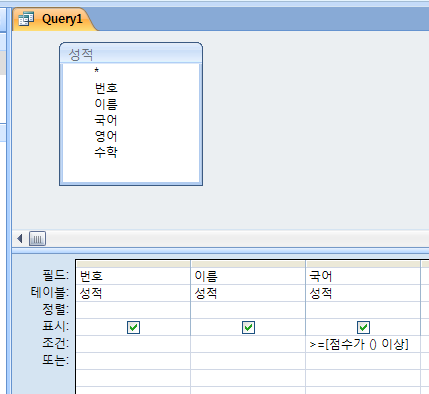 Query1
성적
*
번호
이름
국어
영어
수학
필드: 번호 이름 국어
테이블: 성적 성적 성적
정렬:
표시:
조건: >=[점수가 () 이상]
또는: